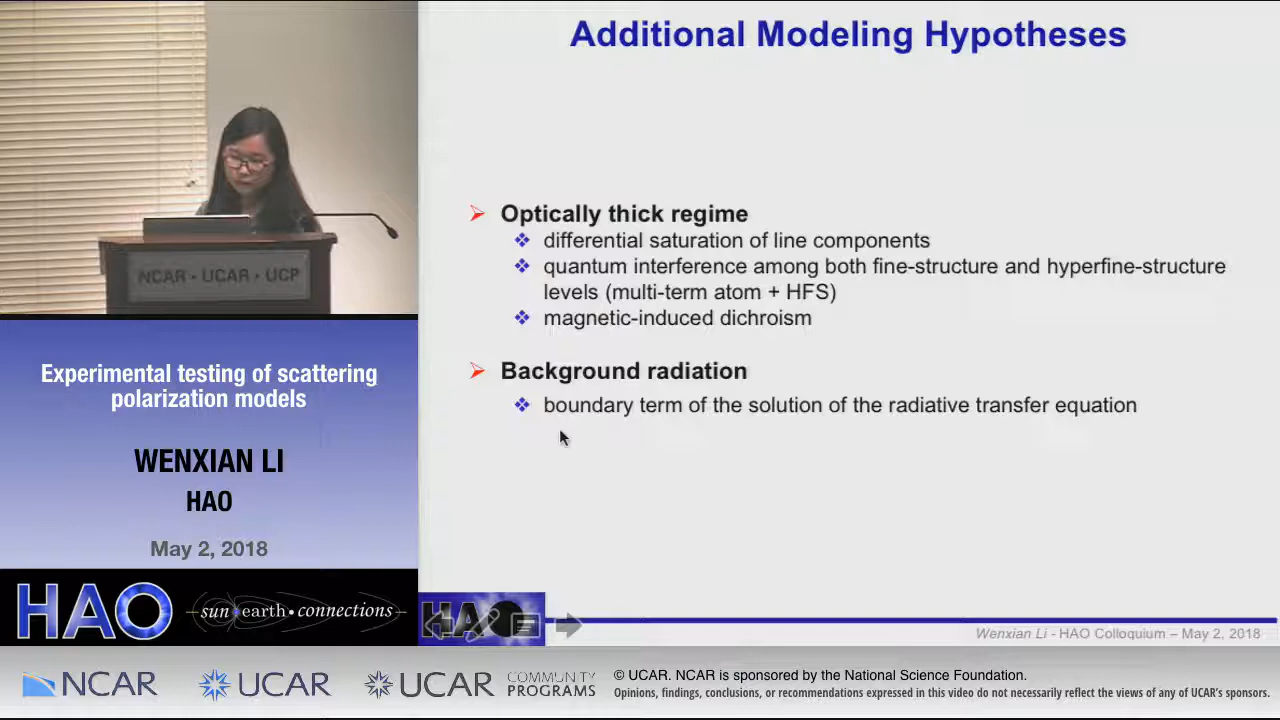 Additional Modeling Hypotheses
Optically thick regime
differential saturation of line components
quantum interference among both fine-structure and hyperfine-structure
levels (multi-term atom + HFS)
magnetic-induced dichroism
Background radiation
boundary term of the solution of the radiative transfer equation
NCAR • UCAR • UCP
Experimental testing of scattering
polarization models
WENXIAN LI
HAO
May 2, 2018
HAO
sun•earth•connections
HAO
Wenxian Li - HAO Colloquium – May 2, 2018
NCAR
UCAR
UCAR
COMMUNITY
PROGRAMS
© UCAR. NCAR is sponsored by the National Science Foundation.
Opinions, findings, conclusions, or recommendations expressed in this video do not necessarily reflect the views of any of UCAR's sponsors.